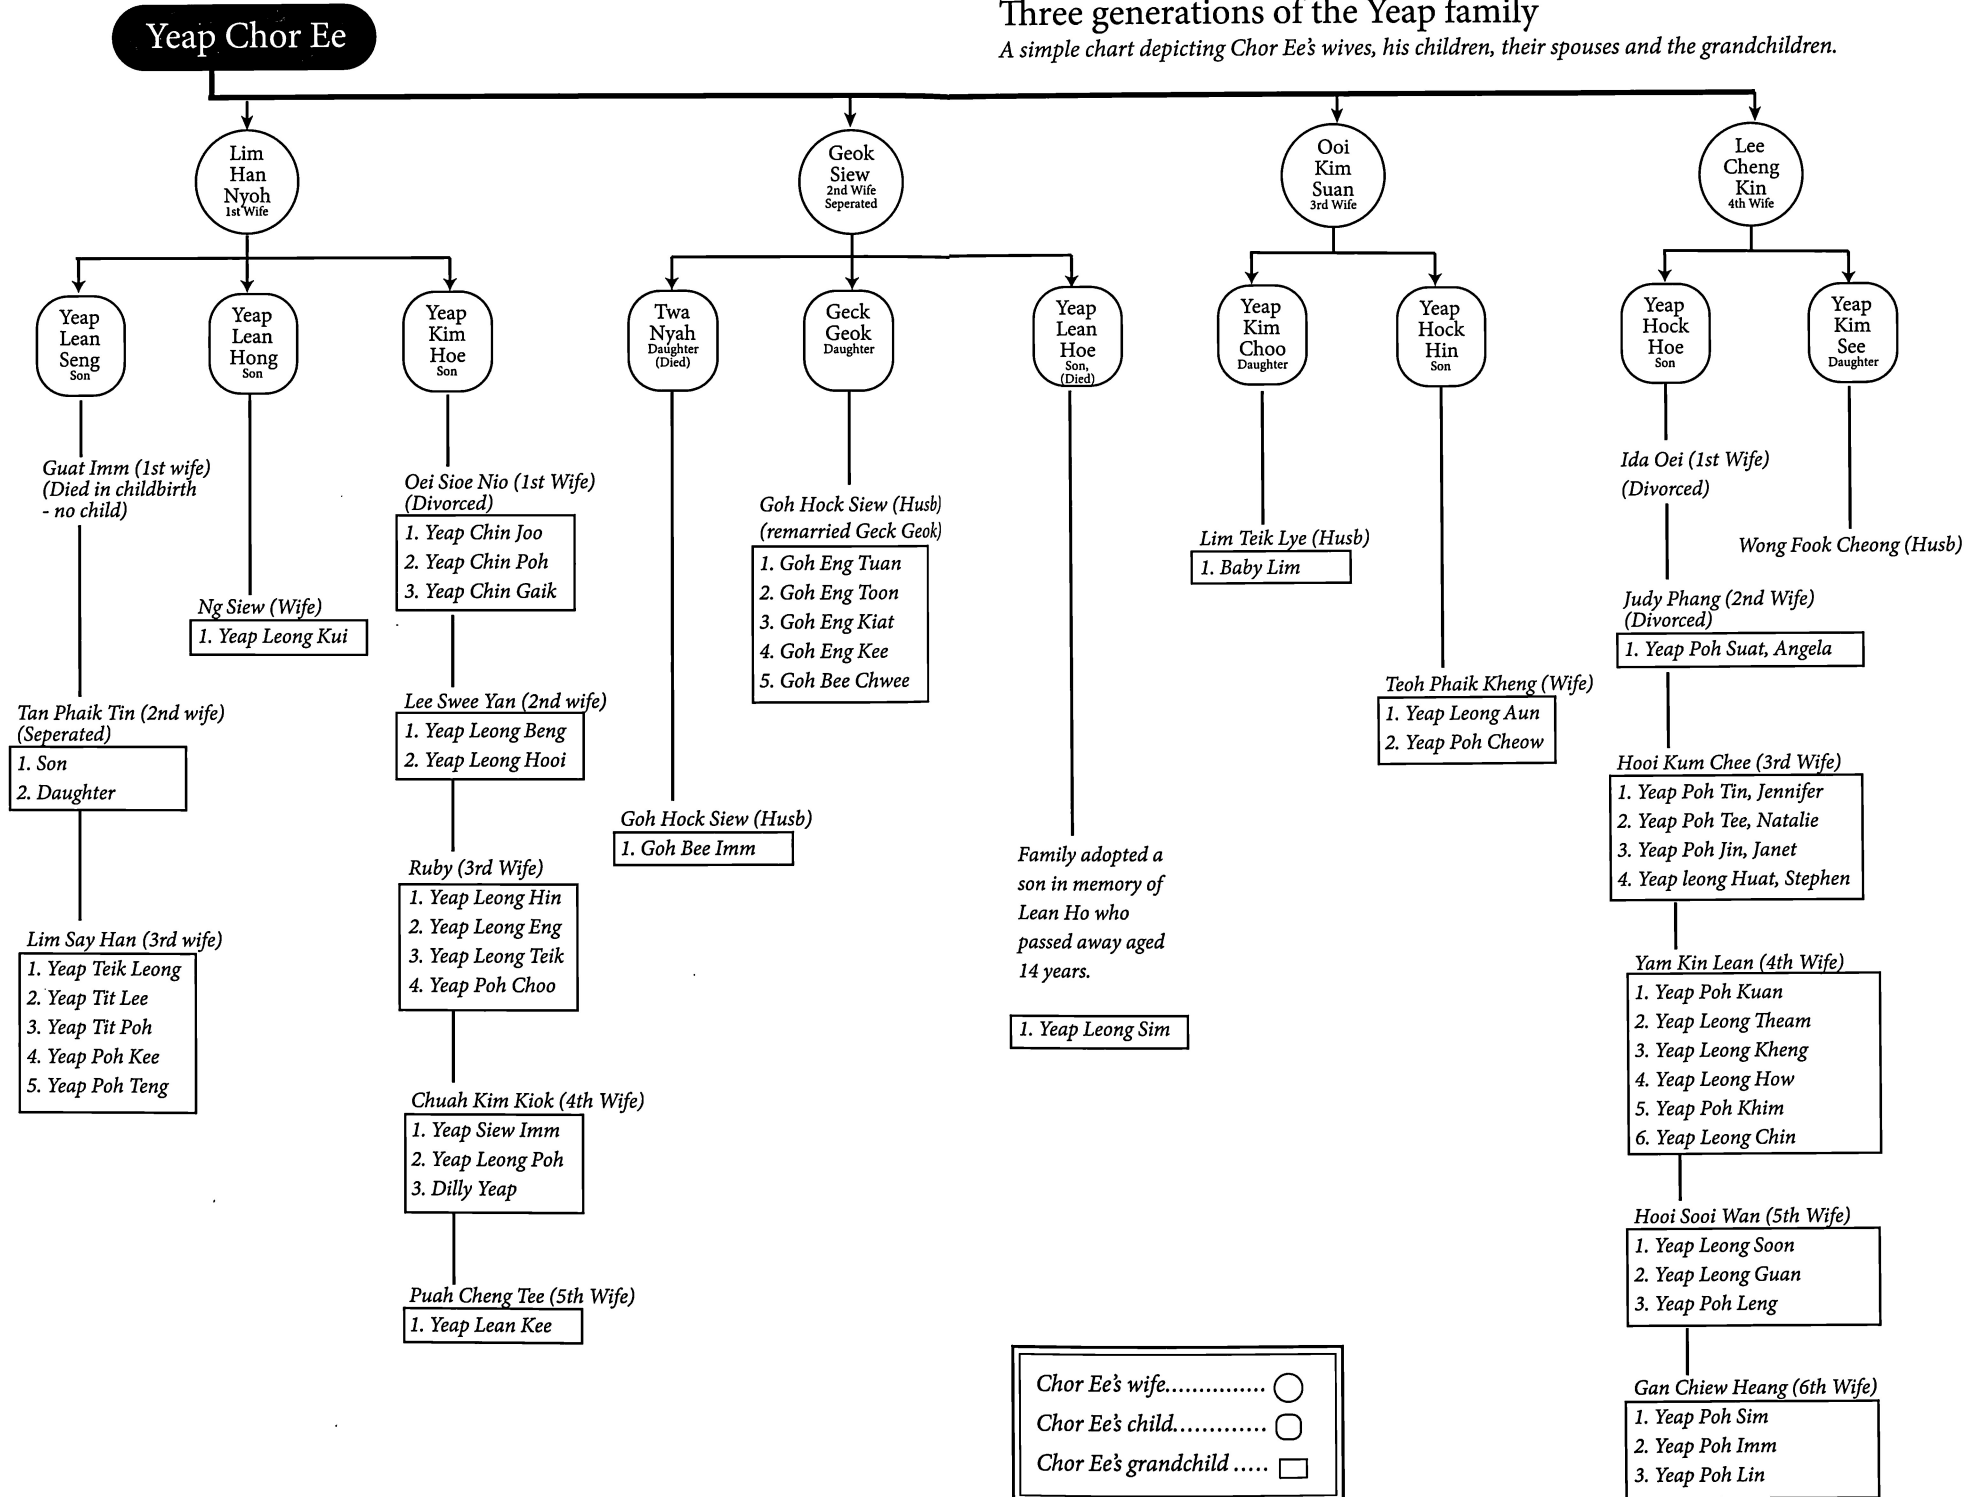 Yeap Chor Ee
Three generations of the Yeap family
A simple chart depicting Chor Ee's wives, his children, their spouses and the grandchildren.
Lim
Han
Nyoh
1st Wife
Geok
Siew
2nd Wife
Seperated
Ooi
Kim
Suan
3rd Wife
Lee
Cheng
Kin
4th Wife
Yeap
Lean
Seng
Son
Yeap
Lean
Hong
Son
Yeap
Kim
Hoe
Son
Twa
Nyah
Daughter
(Died)
Geck
Geok
Daughter
Yeap
Lean
Hoe
Son,
(Died)
Yeap
Kim
Choo
Daughter
Yeap
Hock
Hin
Son
Yeap
Hock
Hoe
Son
Yeap
Kim
See
Daughter
Guat Imm (1st wife)
(Died in childbirth
- no child)
Tan Phaik Tin (2nd wife)
(Seperated)
1. Son
2. Daughter
Lim Say Han (3rd wife)
1. Yeap Teik Leong
2. Yeap Tit Lee
3. Yeap Tit Poh
4. Yeap Poh Kee
5. Yeap Poh Teng
Ng Siew (Wife)
1. Yeap Leong Kui
Oei Sioe Nio (1st Wife)
(Divorced)
1. Yeap Chin Joo
2. Yeap Chin Poh
3. Yeap Chin Gaik
Lee Swee Yan (2nd wife)
1. Yeap Leong Beng
2. Yeap Leong Hooi
Ruby (3rd Wife)
1. Yeap Leong Hin
2. Yeap Leong Eng
3. Yeap Leong Teik
4. Yeap Poh Choo
Chuah Kim Kiok (4th Wife)
1. Yeap Siew Imm
2. Yeap Leong Poh
3. Dilly Yeap
Puah Cheng Tee (5th Wife)
1. Yeap Lean Kee
Goh Hock Siew (Husb)
1. Goh Bee Imm
Goh Hock Siew (Husb)
(remarried Geck Geok)
1. Goh Eng Tuan
2. Goh Eng Toon
3. Goh Eng Kiat
4. Goh Eng Kee
5. Goh Bee Chwee
Family adopted a
son in memory of
Lean Ho who
passed away aged
14 years.
1. Yeap Leong Sim
Lim Teik Lye (Husb)
1. Baby Lim
Teoh Phaik Kheng (Wife)
1. Yeap Leong Aun
2. Yeap Poh Cheow
Ida Oei (1st Wife)
(Divorced)
Judy Phang (2nd Wife)
(Divorced)
1. Yeap Poh Suat, Angela
Hooi Kum Chee (3rd Wife)
1. Yeap Poh Tin, Jennifer
2. Yeap Poh Tee, Natalie
3. Yeap Poh Jin, Janet
4. Yeap leong Huat, Stephen
Yam Kin Lean (4th Wife)
1. Yeap Poh Kuan
2. Yeap Leong Theam
3. Yeap Leong Kheng
4. Yeap Leong How
5. Yeap Poh Khim
6. Yeap Leong Chin
Hooi Sooi Wan (5th Wife)
1. Yeap Leong Soon
2. Yeap Leong Guan
3. Yeap Poh Leng
Gan Chiew Heang (6th Wife)
1. Yeap Poh Sim
2. Yeap Poh Imm
3. Yeap Poh Lin
Wong Fook Cheong (Husb)
Chor Ee's wife...............
Chor Ee's child.............
Chor Ee's grandchild .....